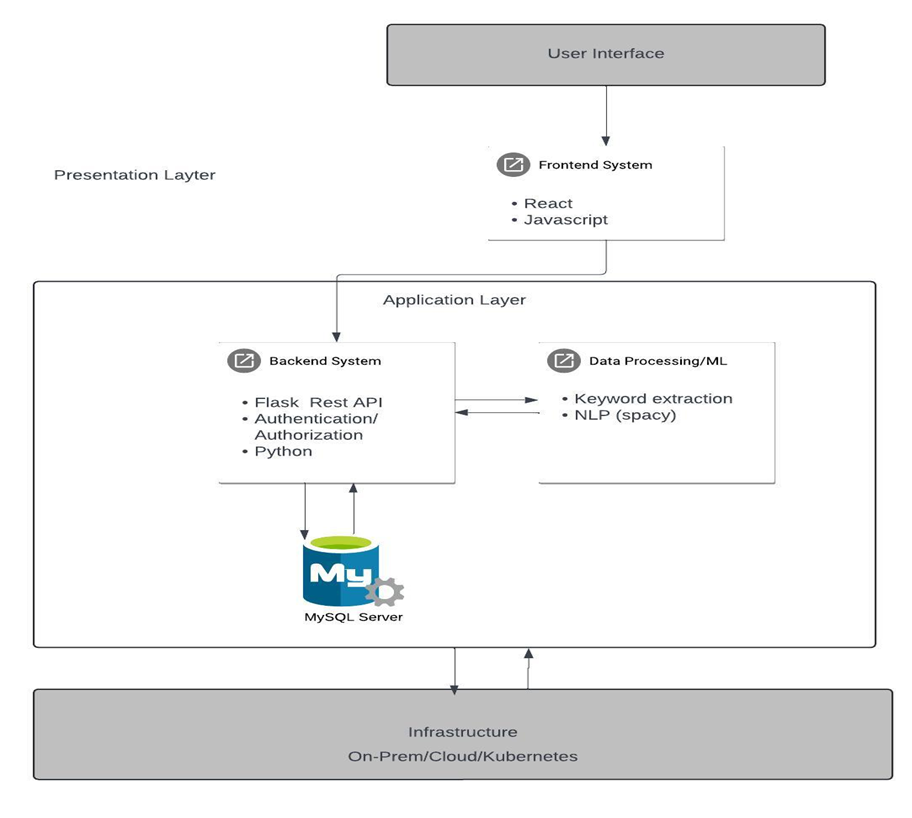 User Interface
Frontend System
Presentation Layter
• React
• Javascript
Application Layer
Backend System
• Flask Rest API
• Authentication/
Authorization
• Python
Data Processing/ML
• Keyword extraction
• NLP (spacy)
My
MySQL Server
Infrastructure
On-Prem/Cloud/Kubernetes